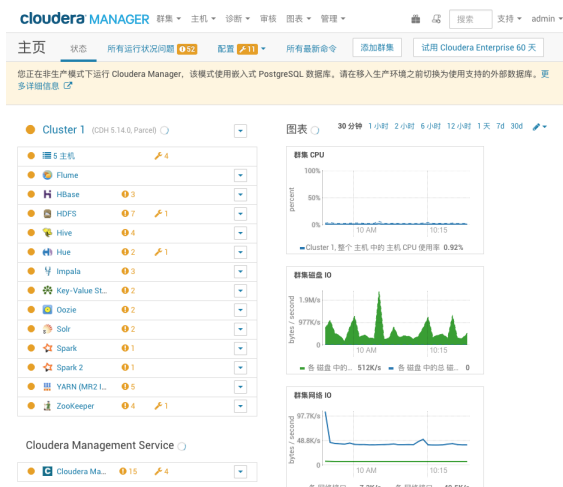 cloudera MANAGER 群集 主机 诊断 审核 图表 管理 搜索 支持 admin
主页 状态 所有运行状况问题 52 配置 11 所有最新命令 添加群集 试用 Cloudera Enterprise 60 天
您正在非生产模式下运行 Cloudera Manager，该模式使用嵌入式 PostgreSQL 数据库。请在移入生产环境之前切换为使用支持的外部数据库。更
多详细信息
Cluster 1 (CDH 5.14.0, Parcel)
5 主机 4
Flume
HBase 3
HDFS 7 1
Hive 4
Hue 2 1
Impala 3
Key-Value St... 2
Oozie 2
Solr 2
Spark 1
Spark 2 1
YARN (MR2 I... 5
ZooKeeper 4 1
Cloudera Management Service
C Cloudera Ma... 15 4
图表 30 分钟 1 小时 2 小时 6 小时 12 小时 1 天 7d 30d
群集 CPU
percent
100%
50%
0%
10 AM 10:15
Cluster 1, 整个 主机 中的 主机 CPU 使用率 0.92%
群集磁盘 IO
bytes / second
1.9M/s
977K/s
0
10 AM 10:15
各 磁盘 中的... 512K/s 各 磁盘 中的总 磁... 0
群集网络 IO
bytes / second
97.7K/s
48.8K/s
0
10 AM 10:15